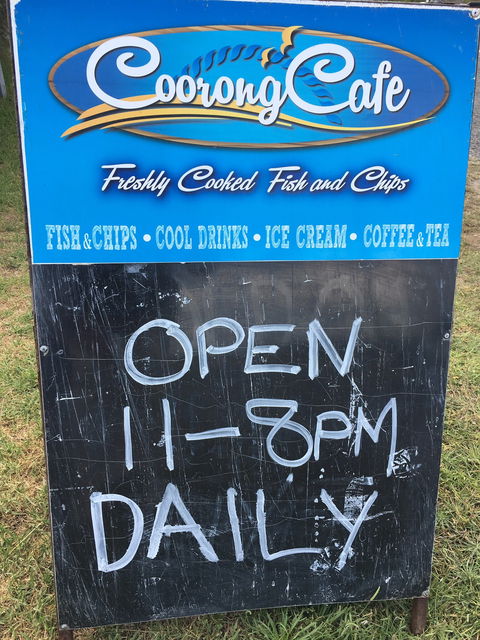 Coorong Cafe
Freshly Cooked Fish and Chips
FISH & CHIPS • COOL DRINKS • ICE CREAM • COFFEE & TEA
OPEN
11-8PM
DAILY